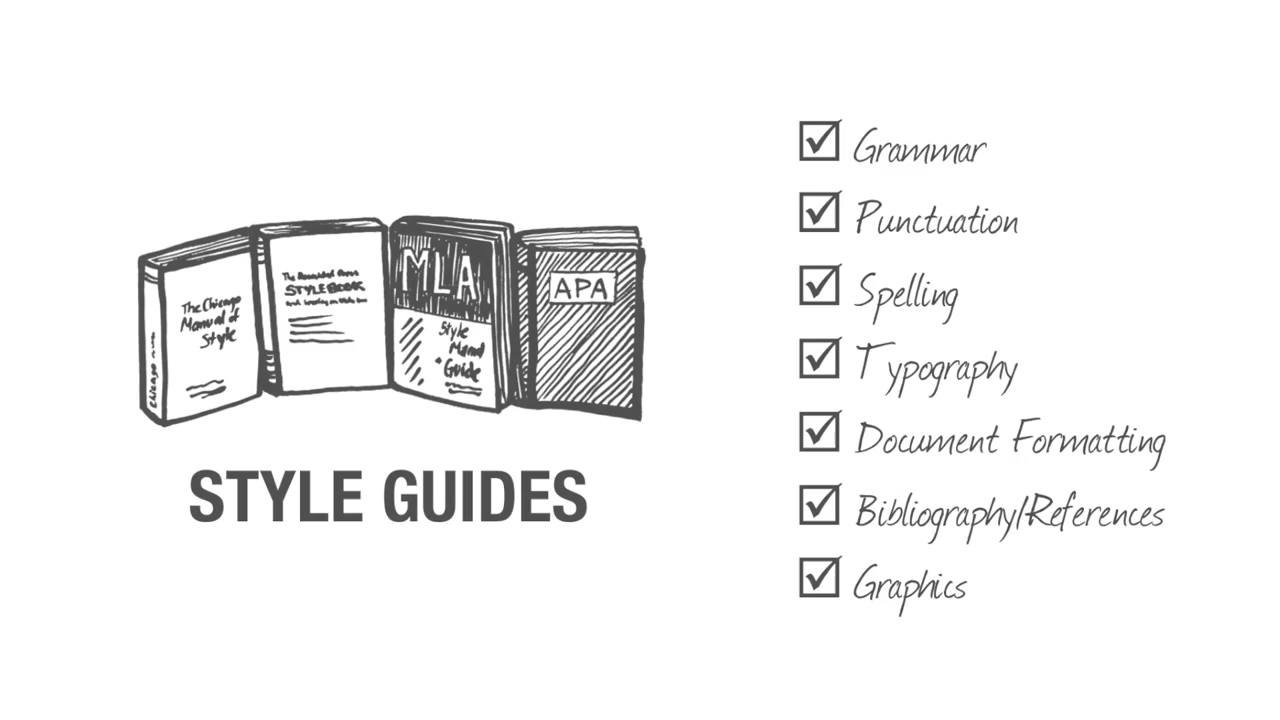 The Chicago
Manual of
Style
Chicago
The Associated Press
STYLEBOOK
and
MLA
Style
Manual
Guide
APA
STYLE GUIDES
Grammar
Punctuation
Spelling
Typography
Document Formatting
Bibliography/References
Graphics